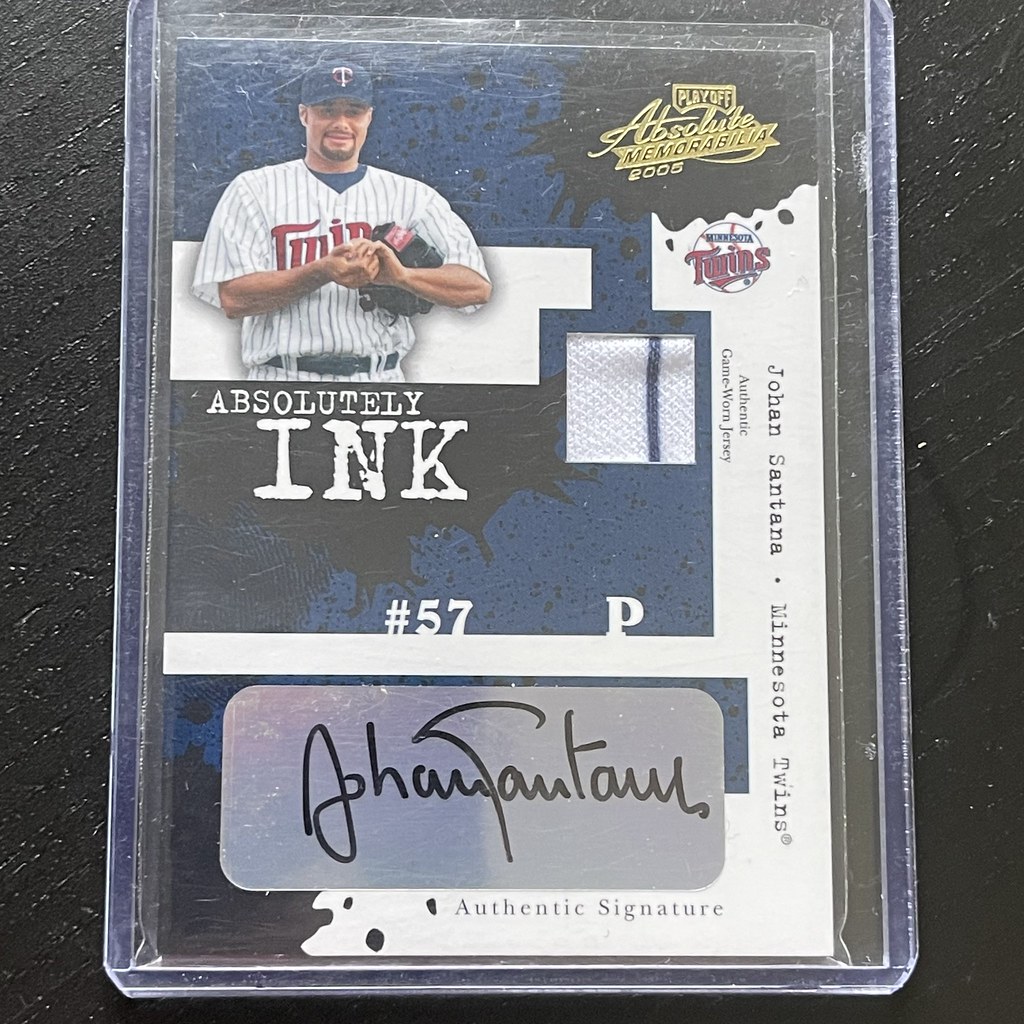 T
PLAYOFF
Absolute
MEMORABILIA
2005
Twins
MINNESOTA
Twins
Authentic
Game-Worn Jersey
Johan Santana • Minnesota Twins®
ABSOLUTELY
INK
#57 P
Johan Santana
Authentic Signature